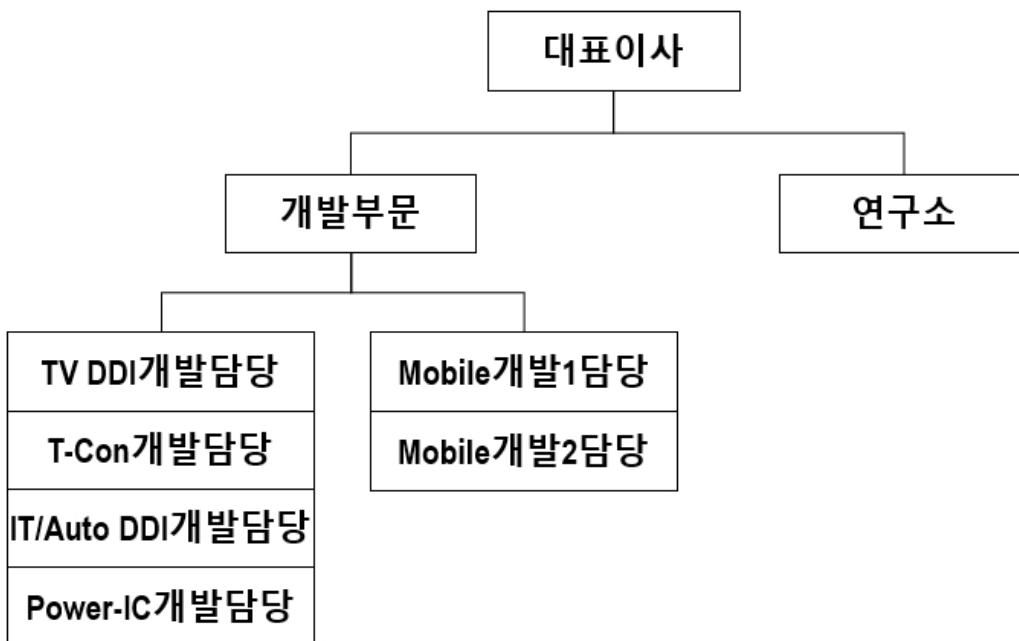 대표이사
개발부문
연구소
TV DDI개발담당
T-Con개발담당
IT/Auto DDI개발담당
Power-IC개발담당
Mobile개발1담당
Mobile개발2담당